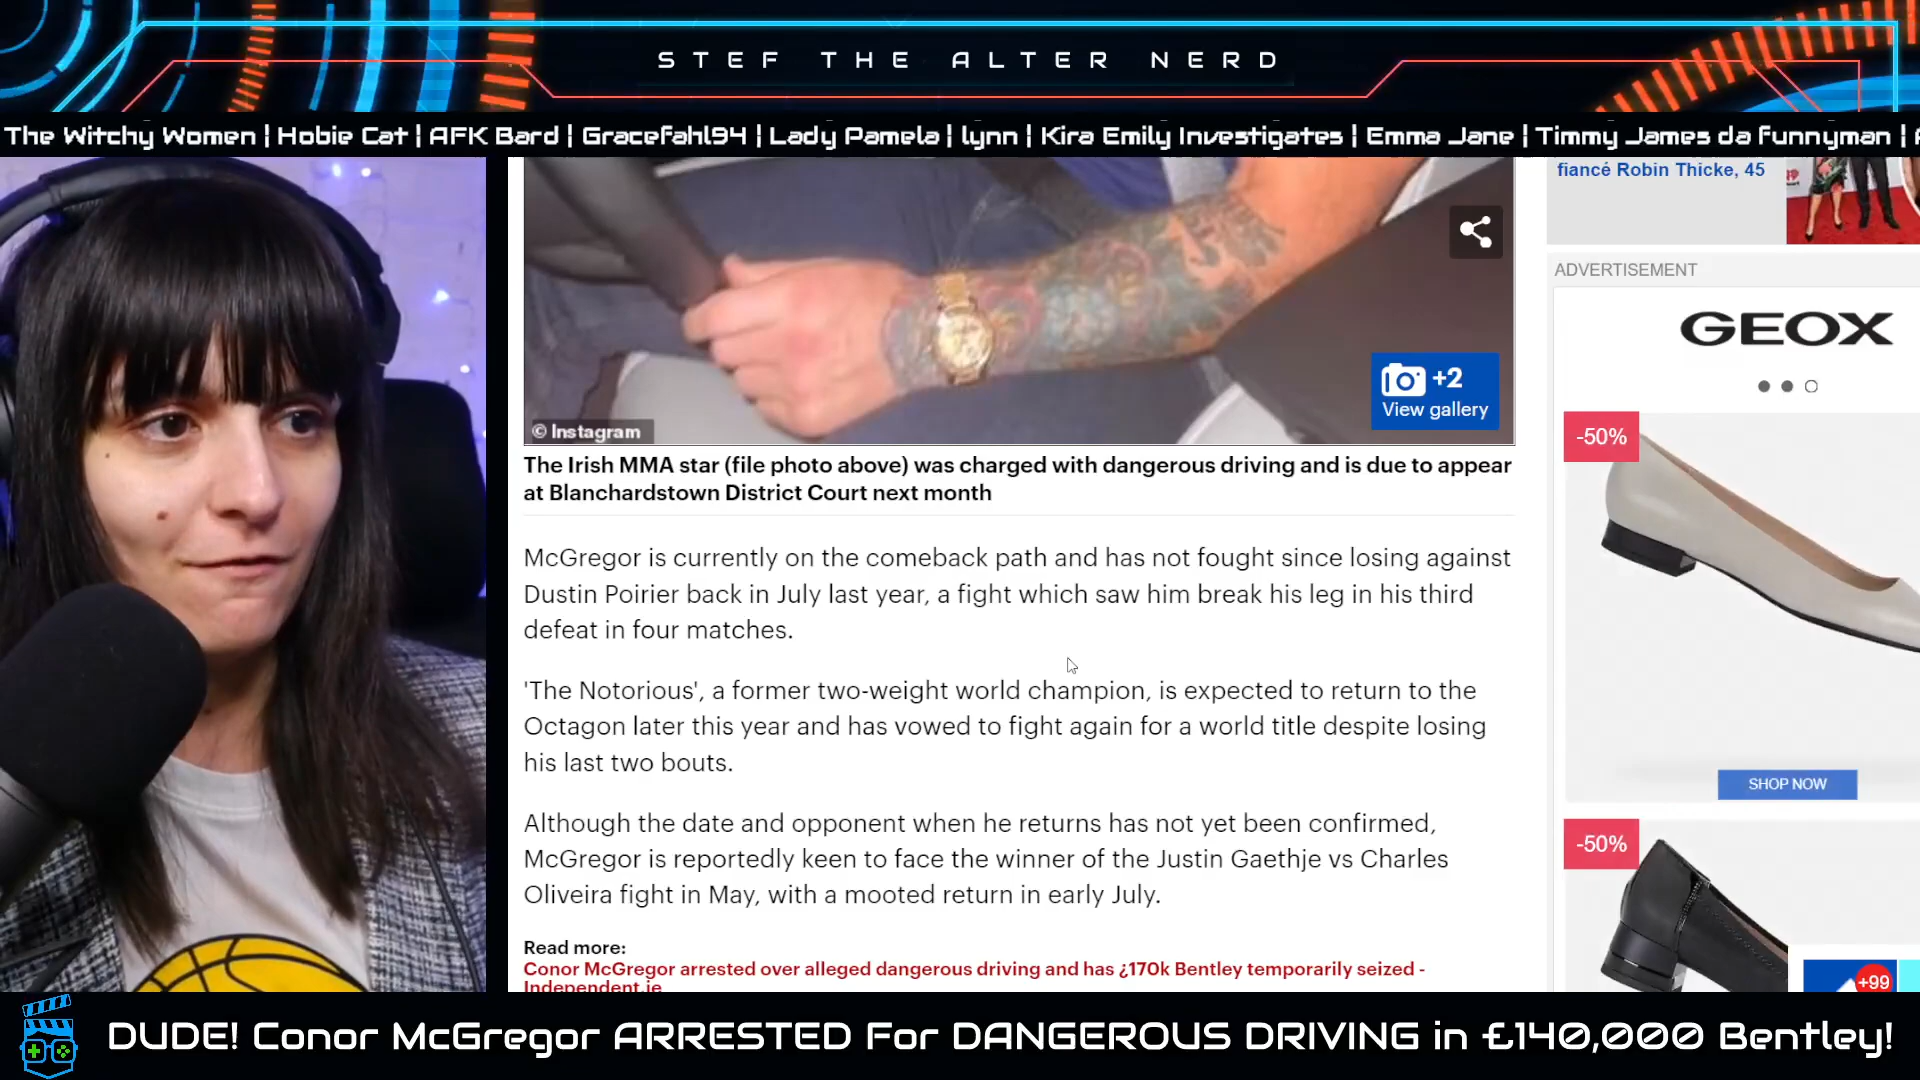 STEF THE ALTER NERD
The Witchy Women | Hobie Cat | AFK Bard | Gracefahl94 | Lady Pamela | lynn | Kira Emily Investigates | Emma Jane | Timmy James da funnyman |
fiancé Robin Thicke, 45
ADVERTISEMENT
GEOX
+2
View gallery
© Instagram
-50%
The Irish MMA star (file photo above) was charged with dangerous driving and is due to appear
at Blanchardstown District Court next month
McGregor is currently on the comeback path and has not fought since losing against
Dustin Poirier back in July last year, a fight which saw him break his leg in his third
defeat in four matches.
'The Notorious', a former two-weight world champion, is expected to return to the
Octagon later this year and has vowed to fight again for a world title despite losing
his last two bouts.
SHOP NOW
-50%
Although the date and opponent when he returns has not yet been confirmed,
McGregor is reportedly keen to face the winner of the Justin Gaethje vs Charles
Oliveira fight in May, with a mooted return in early July.
Read more:
Conor McGregor arrested over alleged dangerous driving and has ¿170k Bentley temporarily seized -
Independent.ie
+99
DUDE! Conor McGregor ARRESTED For DANGEROUS DRIVING in £140,000 Bentley!